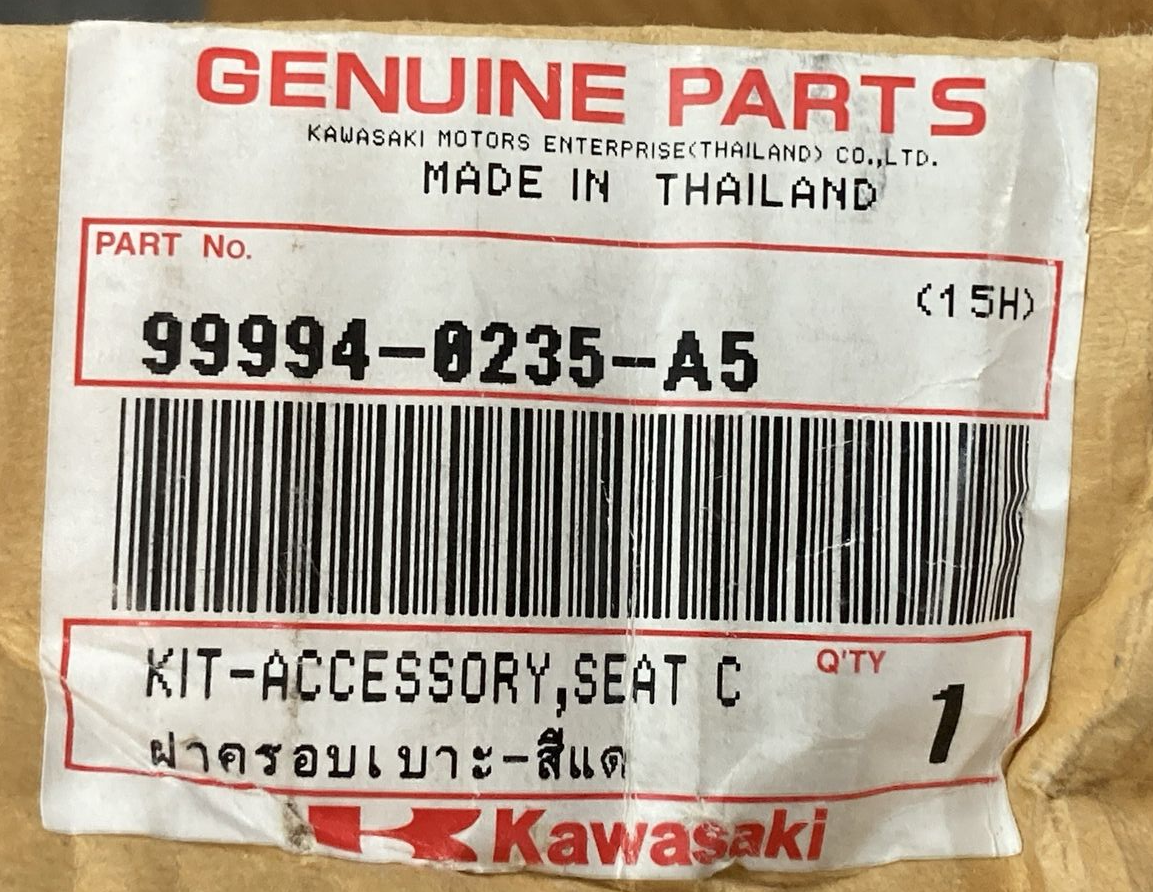 GENUINE PARTS
KAWASAKI MOTORS ENTERPRISE(THAILAND) CO.,LTD.
MADE IN THAILAND
PART No.
(15H)
99994-0235-A5
KIT-ACCESSORY,SEAT C
Q'TY
1
ฝาครอบเบาะ-สีแด
Kawasaki